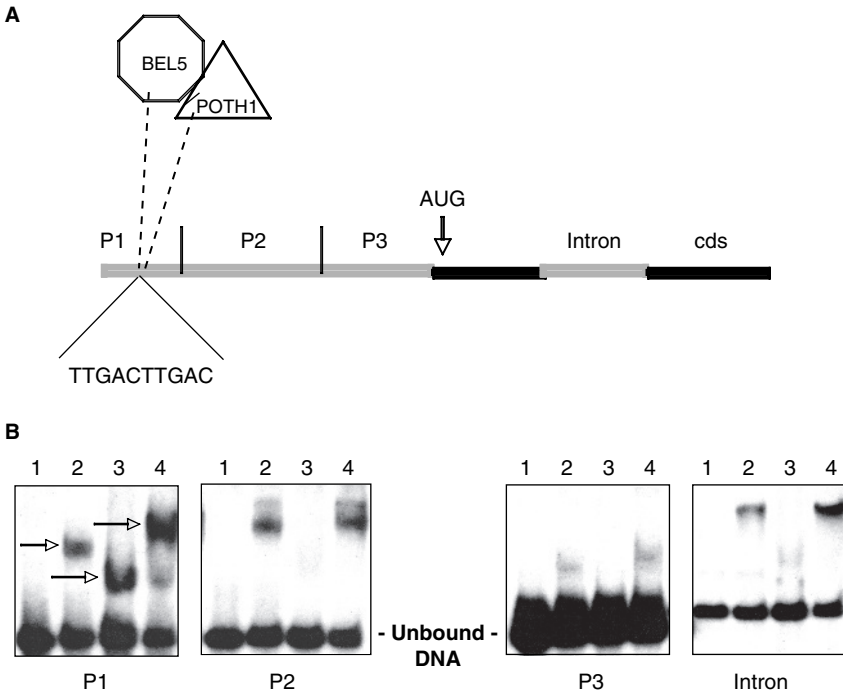 A
BEL5
POTH1
AUG
P1 P2 P3 Intron cds
TTGACTTGAC
B
1 2 3 4 1 2 3 4 1 2 3 4 1 2 3 4
- Unbound -
DNA
P1 P2 P3 Intron